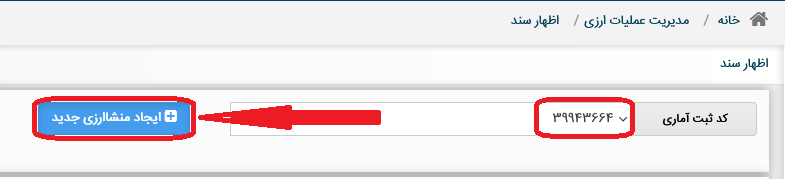 خانه / مدیریت عملیات ارزی / اظهار سند
اظهار سند
کد ثبت آماری ۳۹۹۴۳۶۶۴ ایجاد منشاارزی جدید